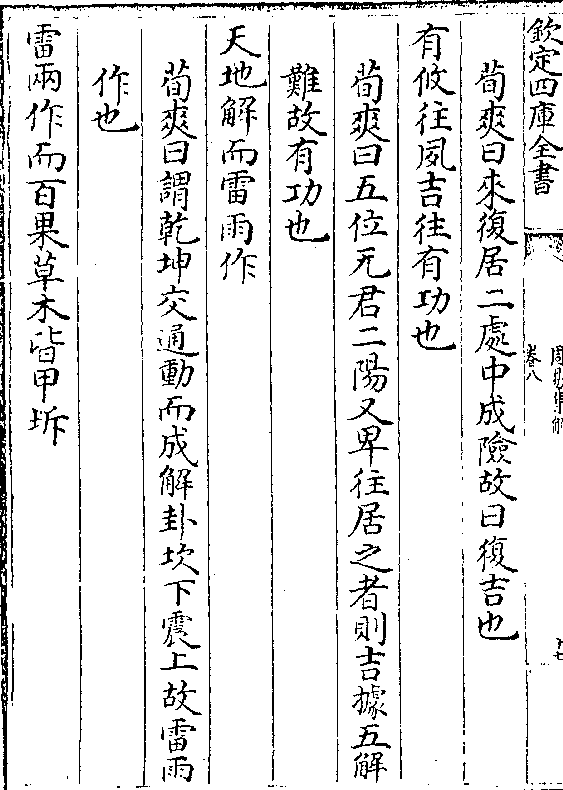 欽定四庫全書
周易集解
卷八
荀爽曰來復居二處中成險故曰復吉也
有攸往夙吉往有功也
荀爽曰五位无君二陽又卑往居之者則吉據五解
難故有功也
天地解而雷雨作
荀爽曰謂乾坤交通動而成解卦坎下震上故雷雨
作也
雷雨作而百果草木皆甲坼